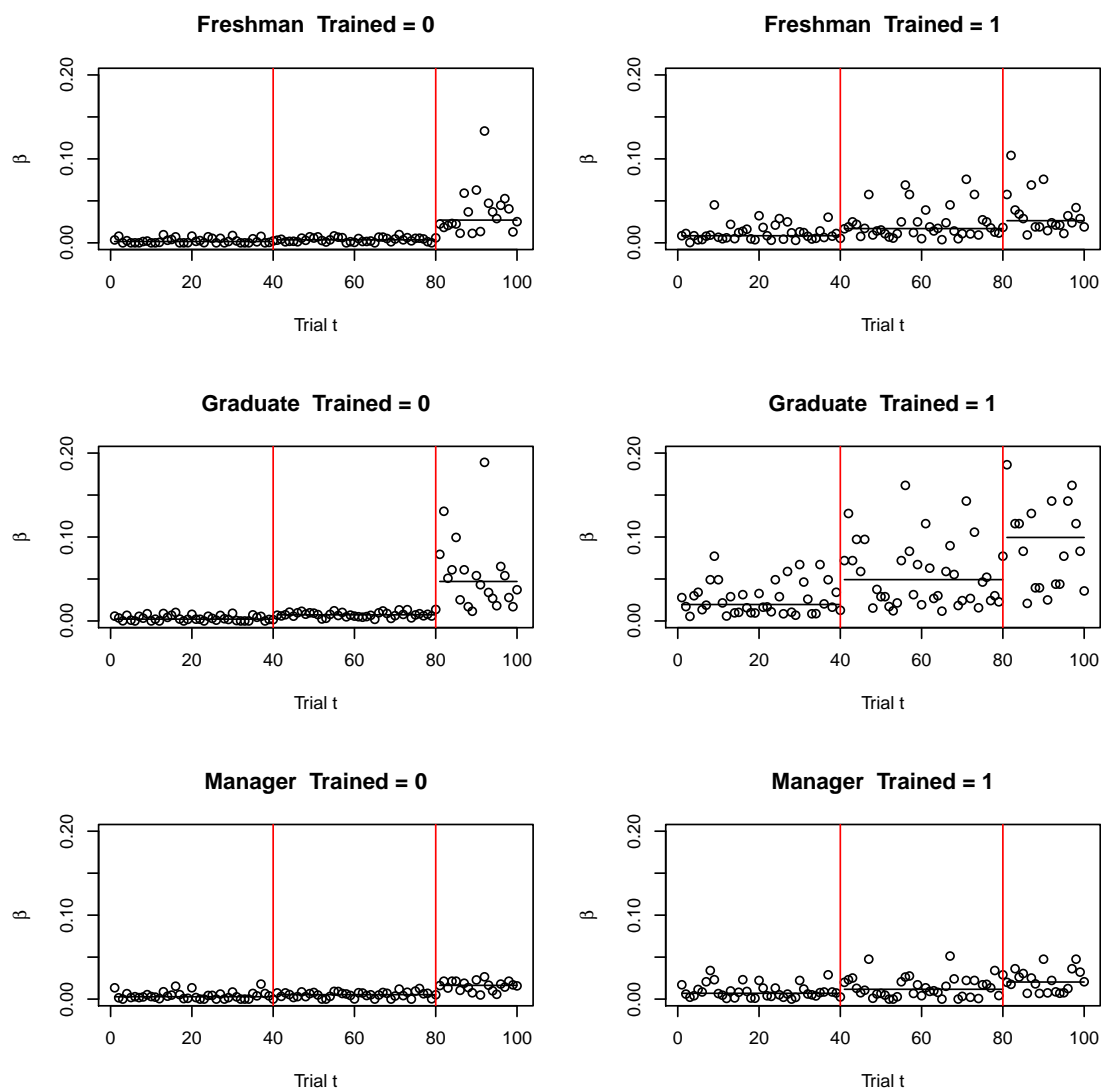 Freshman Trained = 0
Freshman Trained = 1
0.20
0.10
0.00
β
0 20 40 60 80 100
Trial t
0.20
0.10
0.00
β
0 20 40 60 80 100
Trial t
Graduate Trained = 0
Graduate Trained = 1
0.20
0.10
0.00
β
0 20 40 60 80 100
Trial t
0.20
0.10
0.00
β
0 20 40 60 80 100
Trial t
Manager Trained = 0
Manager Trained = 1
0.20
0.10
0.00
β
0 20 40 60 80 100
Trial t
0.20
0.10
0.00
β
0 20 40 60 80 100
Trial t